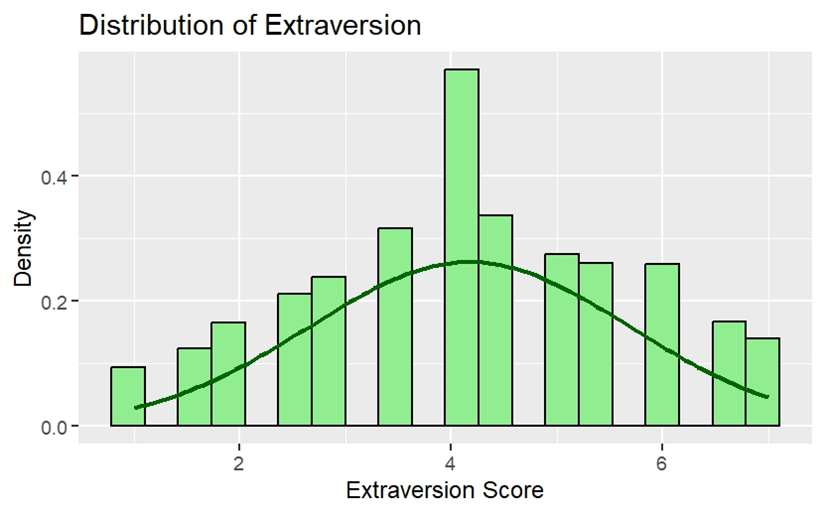 Distribution of Extraversion
Density
0.4
0.2
0.0
2 4 6
Extraversion Score